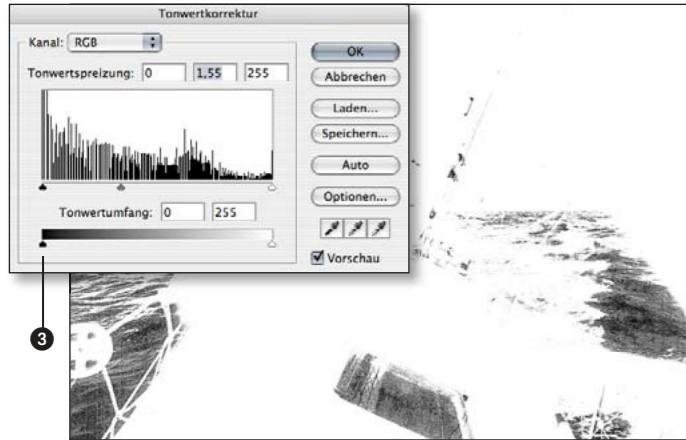 Tonwertkorrektur
Kanal: RGB
Tonwertspreizung: 0 1,55 255
Tonwertumfang: 0 255
OK
Abbrechen
Laden...
Speichern...
Auto
Optionen...
Vorschau
3